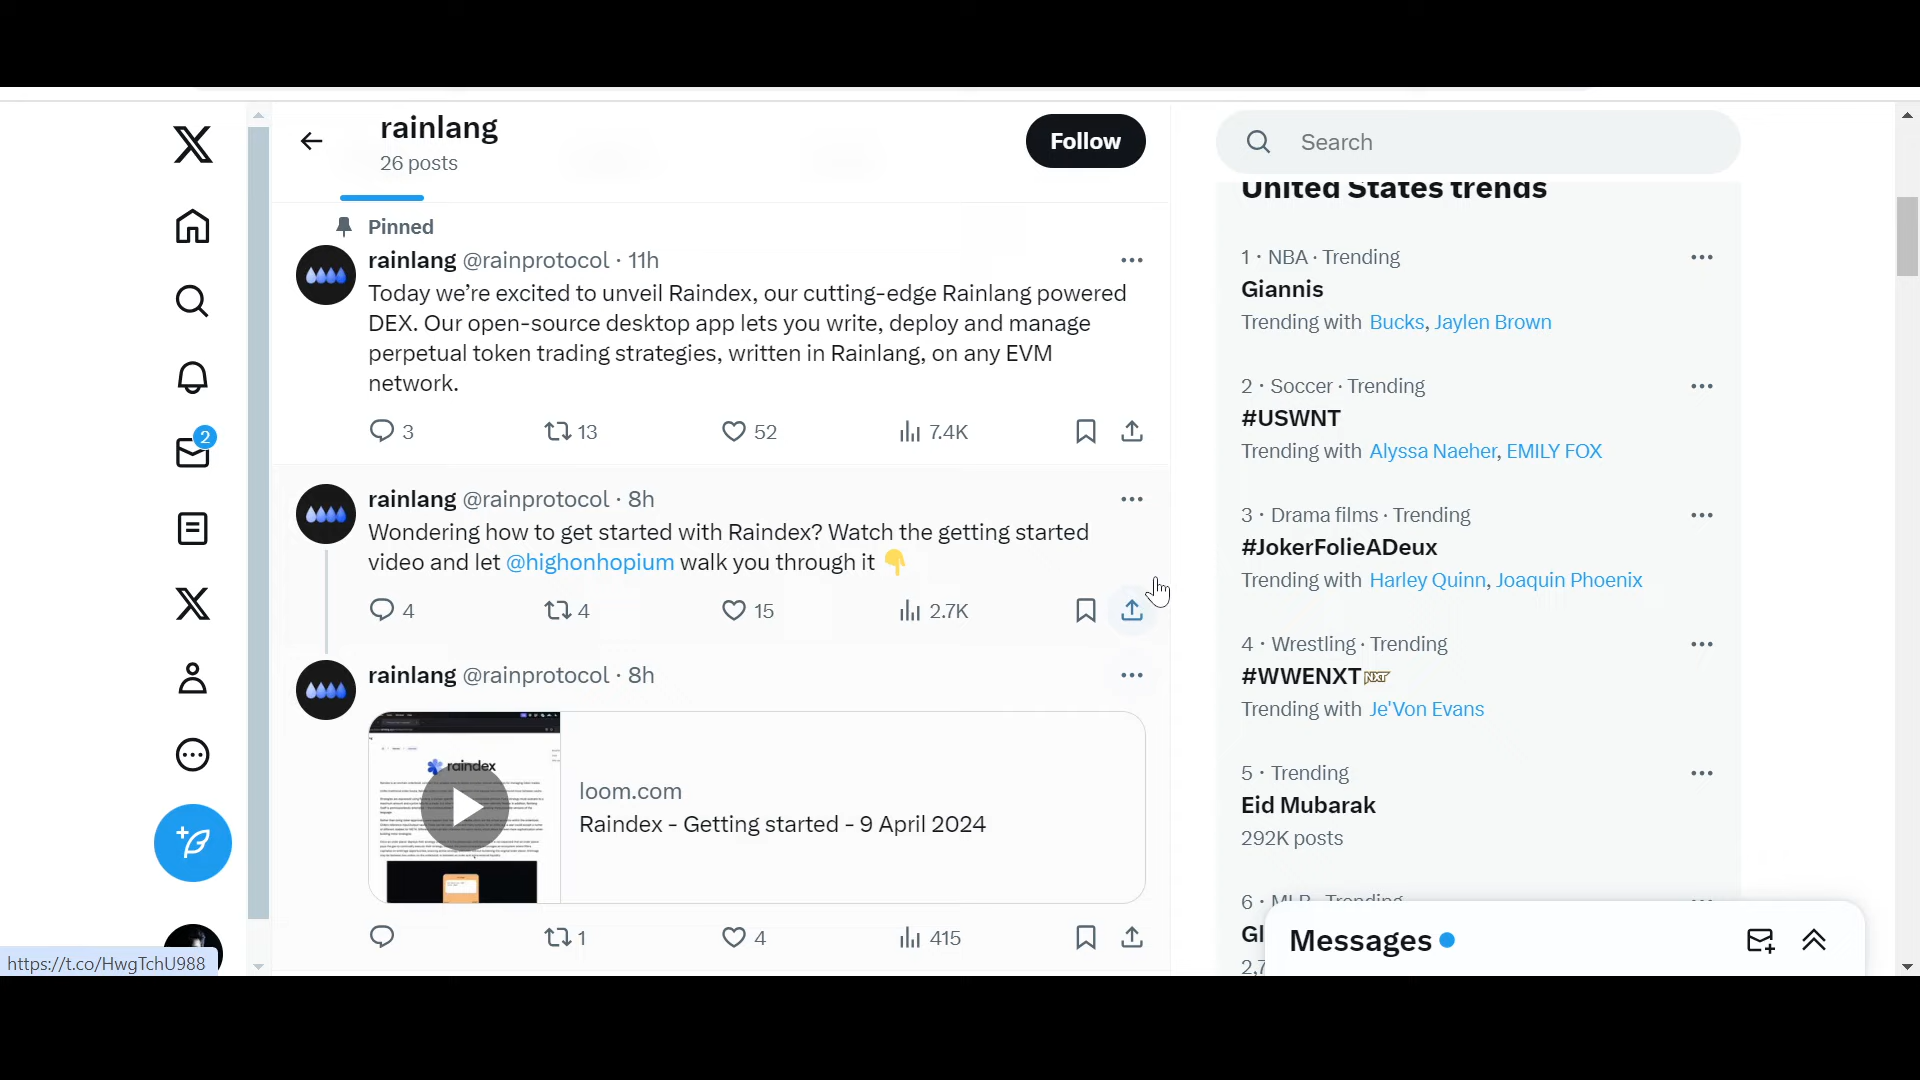 rainlang
26 posts
Follow
Pinned
rainlang @rainprotocol · 11h
Today we’re excited to unveil Raindex, our cutting-edge Rainlang powered
DEX. Our open-source desktop app lets you write, deploy and manage
perpetual token trading strategies, written in Rainlang, on any EVM
network.
3 13 52 7.4K
rainlang @rainprotocol · 8h
Wondering how to get started with Raindex? Watch the getting started
video and let @highonhopium walk you through it 👇
4 4 15 2.7K
rainlang @rainprotocol · 8h
raindex
loom.com
Raindex - Getting started - 9 April 2024
1 4 415
2
https://t.co/HwgTchU988
Search
United States trends
1 · NBA · Trending
Giannis
Trending with Bucks, Jaylen Brown
2 · Soccer · Trending
#USWNT
Trending with Alyssa Naeher, EMILY FOX
3 · Drama films · Trending
#JokerFolieADeux
Trending with Harley Quinn, Joaquin Phoenix
4 · Wrestling · Trending
#WWENXT NXT
Trending with Je'Von Evans
5 · Trending
Eid Mubarak
292K posts
6 · MLB · Trending
Messages